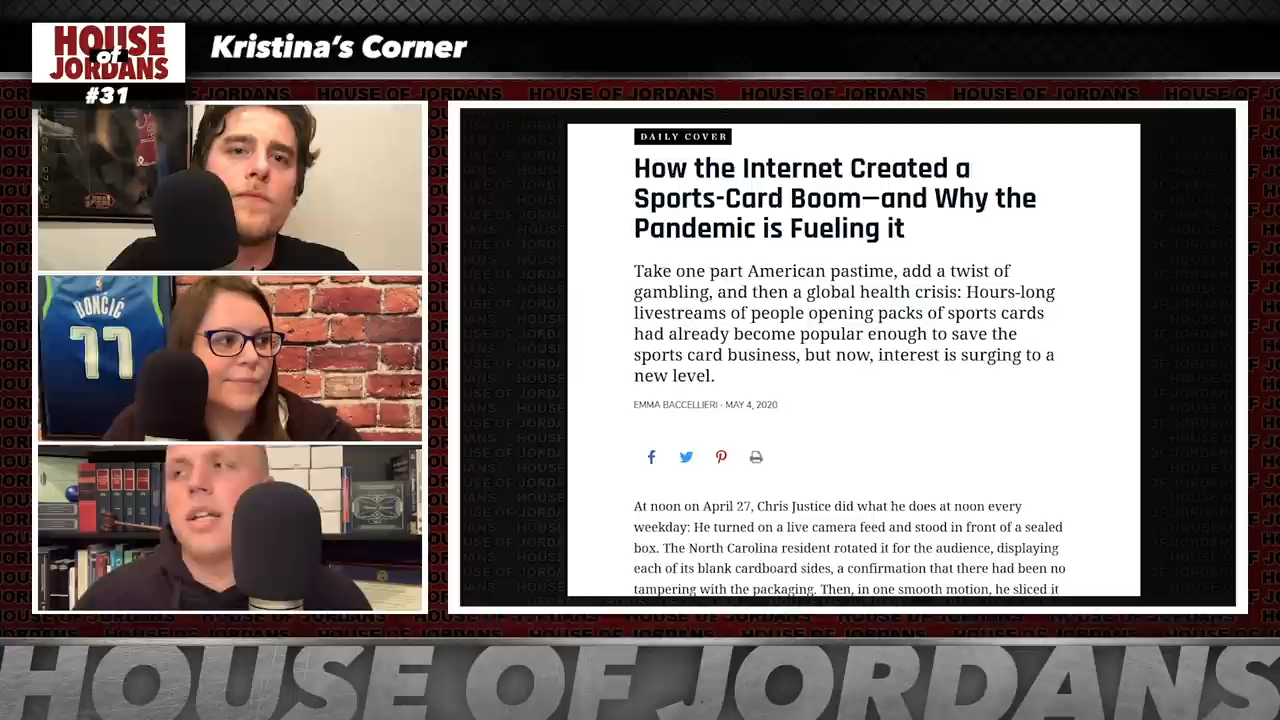 HOUSE
of
JORDANS
#31
Kristina's Corner
DONČIĆ
77
DAILY COVER
How the Internet Created a
Sports-Card Boom—and Why the
Pandemic is Fueling it
Take one part American pastime, add a twist of
gambling, and then a global health crisis: Hours-long
livestreams of people opening packs of sports cards
had already become popular enough to save the
sports card business, but now, interest is surging to a
new level.
EMMA BACCELLIERI · MAY 4, 2020
At noon on April 27, Chris Justice did what he does at noon every
weekday: He turned on a live camera feed and stood in front of a sealed
box. The North Carolina resident rotated it for the audience, displaying
each of its blank cardboard sides, a confirmation that there had been no
tampering with the packaging. Then, in one smooth motion, he sliced it
HOUSE OF JORDANS